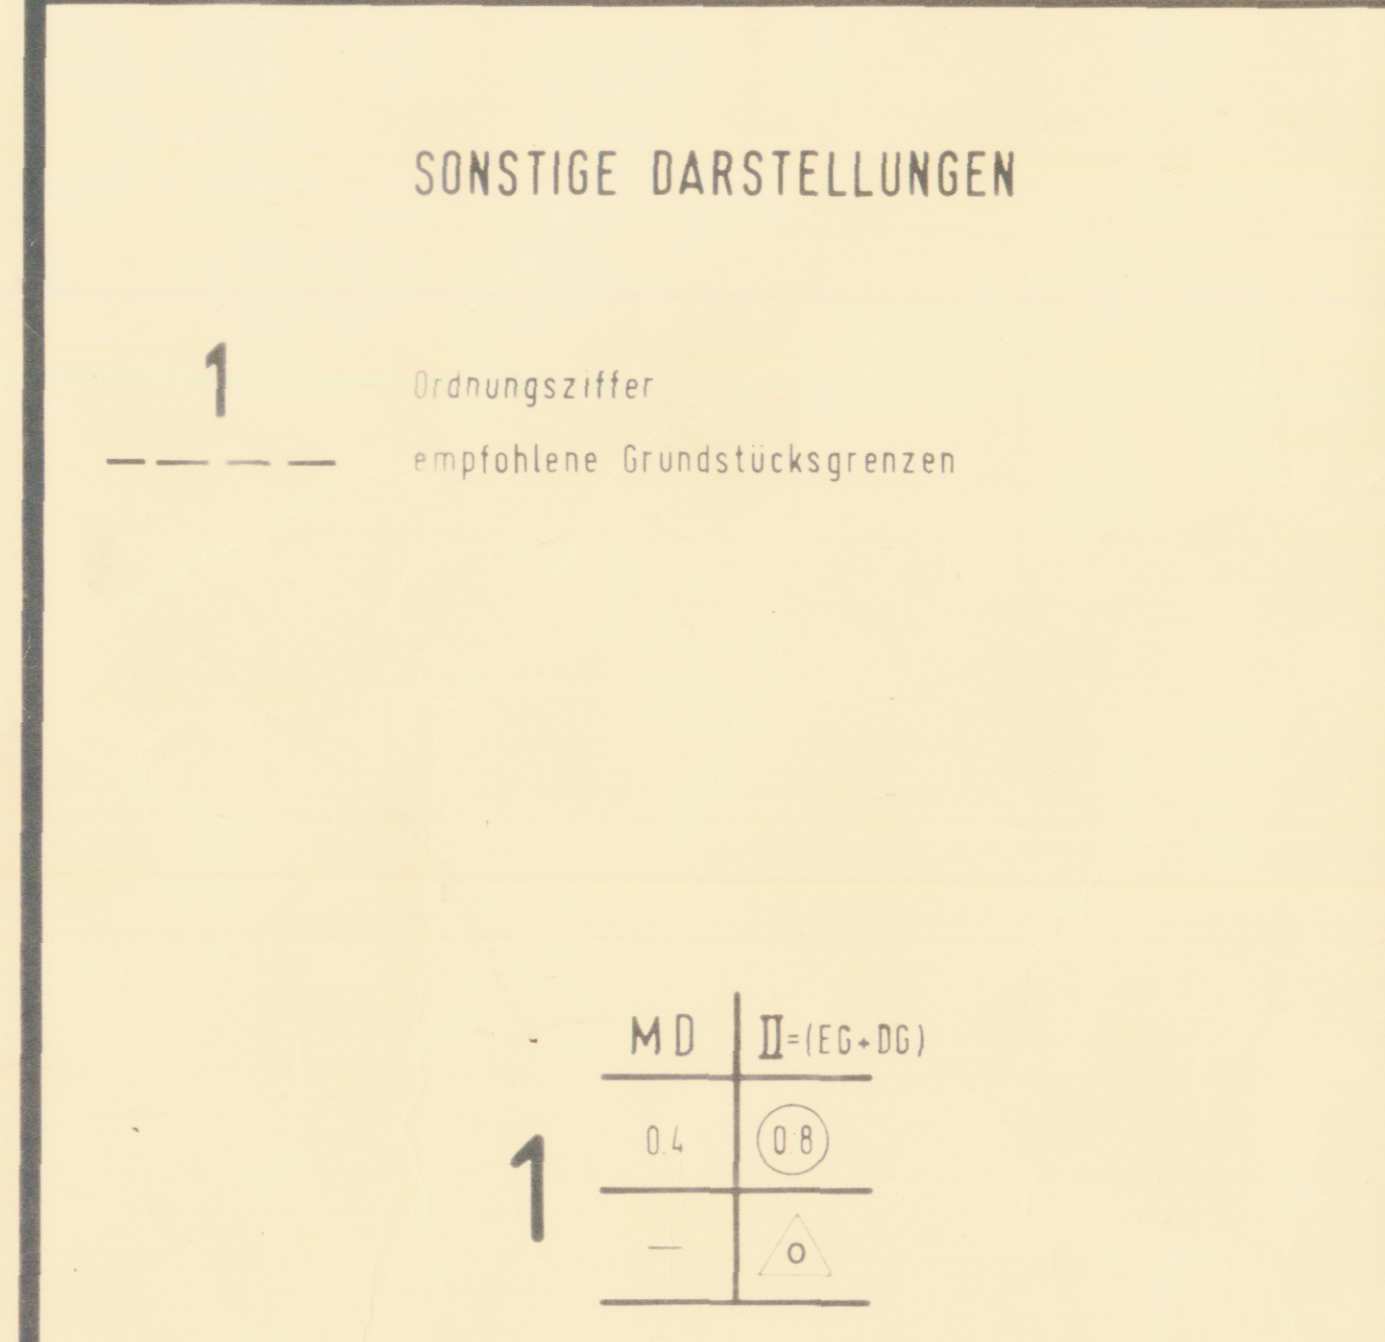 SONSTIGE DARSTELLUNGEN
1 Ordnungsziffer
empfohlene Grundstücksgrenzen
MD II=(EG+DG)
1 0.4 0.8
— o